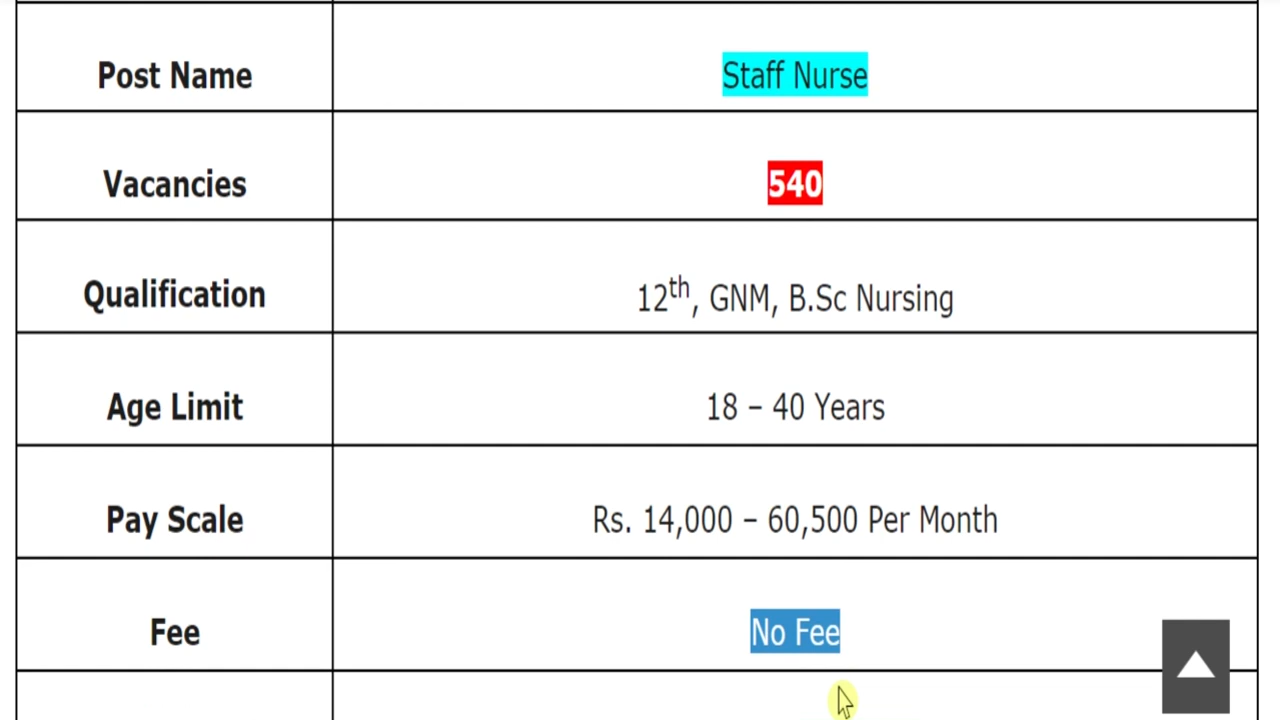 Post Name Staff Nurse
Vacancies 540
Qualification 12th, GNM, B.Sc Nursing
Age Limit 18 – 40 Years
Pay Scale Rs. 14,000 – 60,500 Per Month
Fee No Fee